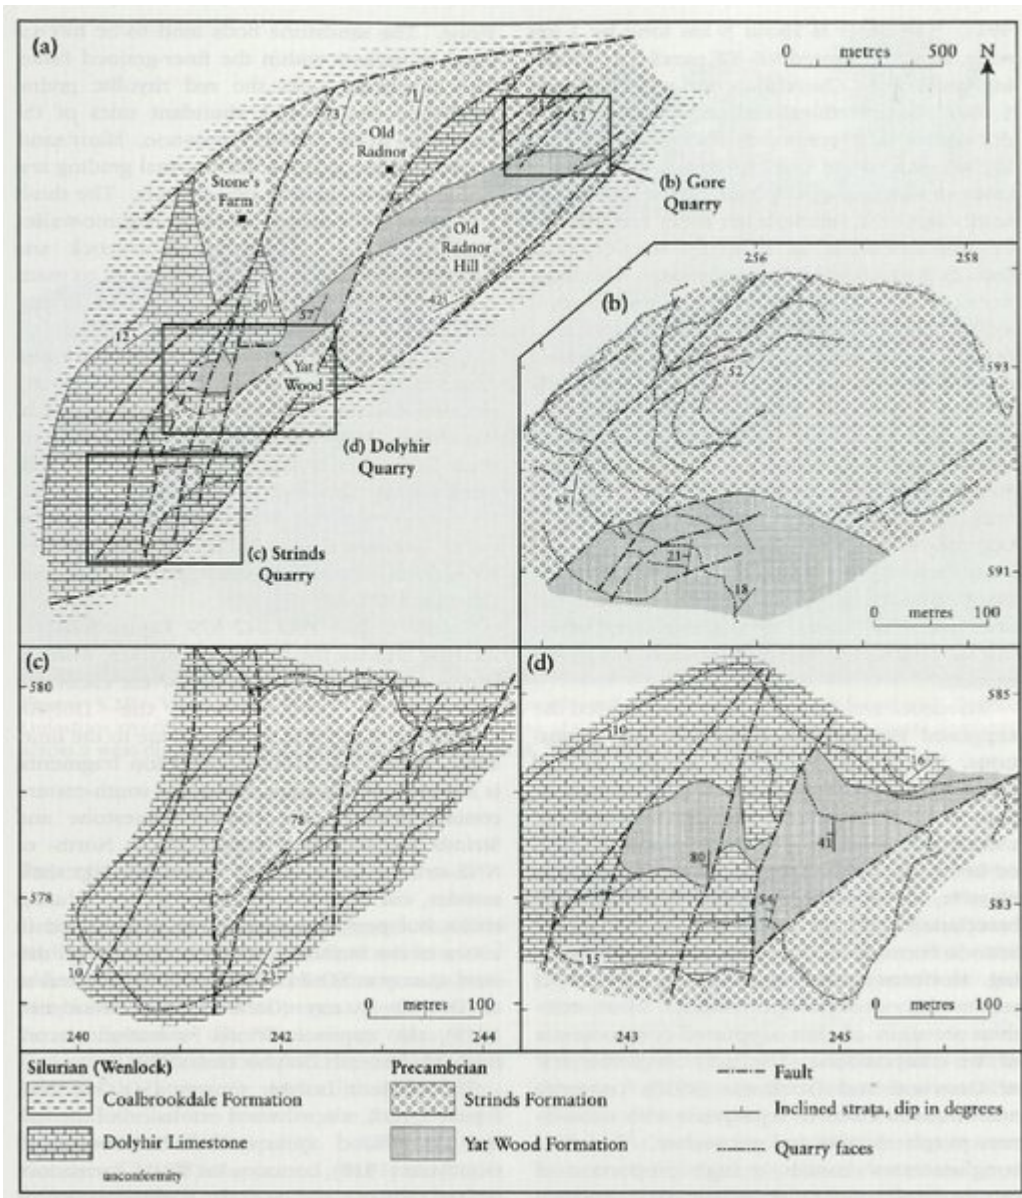 (a)
0 metres 500
N
73
71
52
Old
Radnor
Stone's
Farm
(b) Gore
Quarry
Old
Radnor
Hill
42
30
57
12
Yat
Wood
(d) Dolyhir
Quarry
(c) Strinds
Quarry
256
258
(b)
593
52
68
21
18
591
0 metres 100
(c)
580
578
10
21
0 metres 100
240
242
244
(d)
585
110
16
41
80
54
583
15
0 metres 100
243
245
Silurian (Wenlock)
Coalbrookdale Formation
Dolyhir Limestone
unconformity
Precambrian
Strinds Formation
Yat Wood Formation
Fault
Inclined strata, dip in degrees
Quarry faces